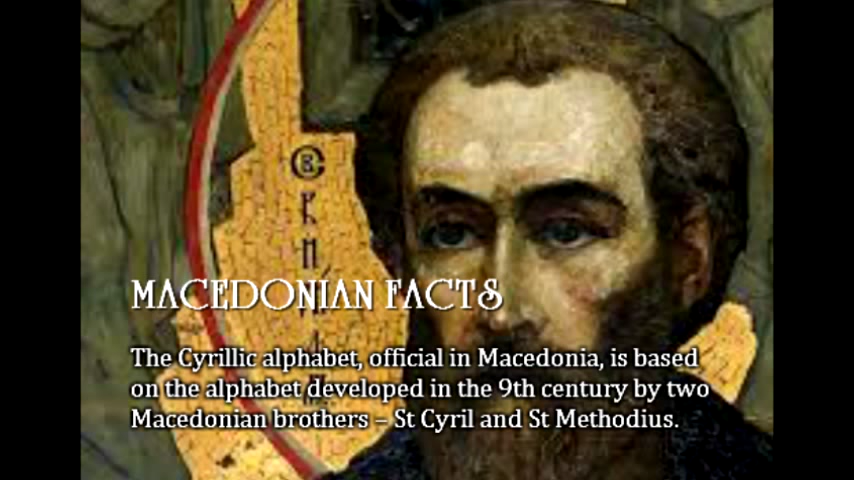 MACEDONIAN FACTS
The Cyrillic alphabet, official in Macedonia, is based
on the alphabet developed in the 9th century by two
Macedonian brothers – St Cyril and St Methodius.